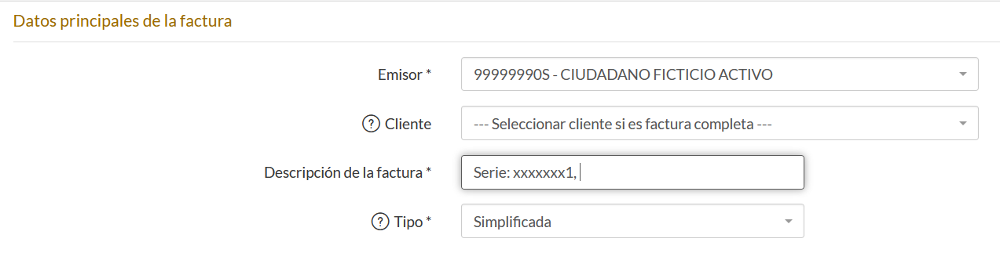 Datos principales de la factura
Emisor * 99999990S - CIUDADANO FICTICIO ACTIVO
? Cliente --- Seleccionar cliente si es factura completa ---
Descripción de la factura * Serie: xxxxxxx1,
? Tipo * Simplificada